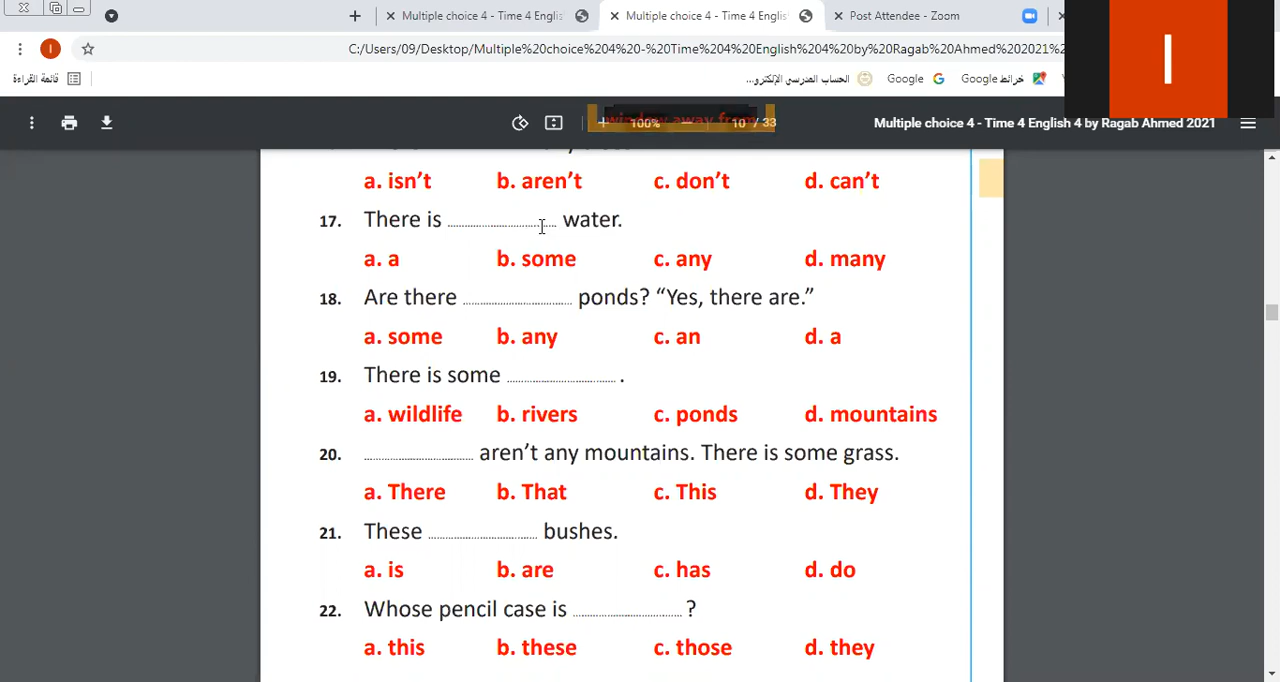 Multiple choice 4 - Time 4 Englis
Multiple choice 4 - Time 4 Englis
Post Attendee - Zoom
I
C:/Users/09/Desktop/Multiple%20choice%204%20-%20Time%204%20English%204%20by%20Ragab%20Ahmed%202021%
قائمة القراءة
الحساب المدرسي الإلكترو...
Google
خرائط Google
I
window away from
100%
10 / 33
Multiple choice 4 - Time 4 English 4 by Ragab Ahmed 2021
a. isn't b. aren't c. don't d. can't
17. There is .............................. water.
a. a b. some c. any d. many
18. Are there .............................. ponds? “Yes, there are.”
a. some b. any c. an d. a
19. There is some .............................. .
a. wildlife b. rivers c. ponds d. mountains
20. .............................. aren't any mountains. There is some grass.
a. There b. That c. This d. They
21. These .............................. bushes.
a. is b. are c. has d. do
22. Whose pencil case is .............................. ?
a. this b. these c. those d. they